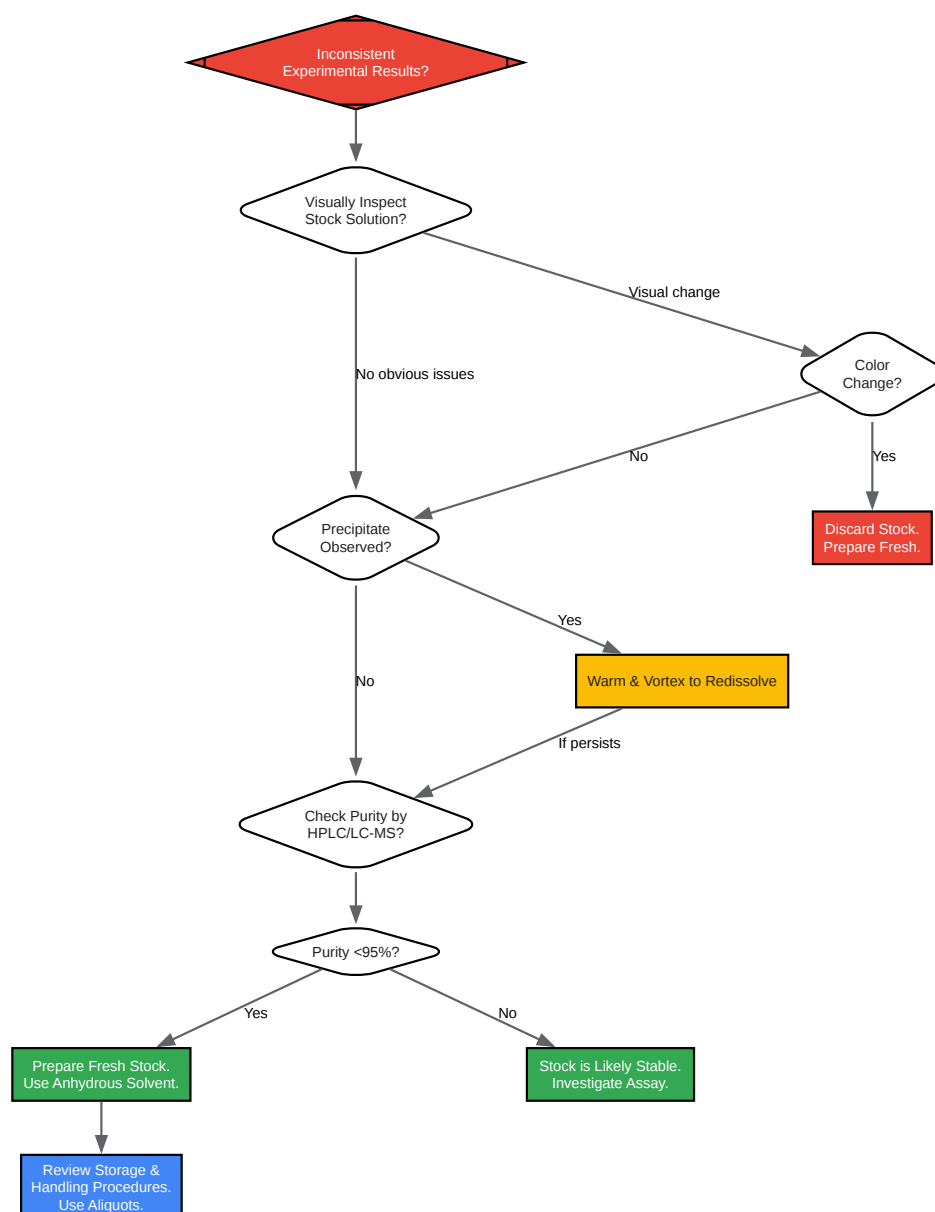 Inconsistent
Experimental Results?
Visually Inspect
Stock Solution?
Visual change
Color
Change?
No obvious issues
No
Yes
Precipitate
Observed?
Discard Stock.
Prepare Fresh.
Yes
No
Warm & Vortex to Redissolve
If persists
Check Purity by
HPLC/LC-MS?
Purity <95%?
Yes
No
Prepare Fresh Stock.
Use Anhydrous Solvent.
Stock is Likely Stable.
Investigate Assay.
Review Storage &
Handling Procedures.
Use Aliquots.